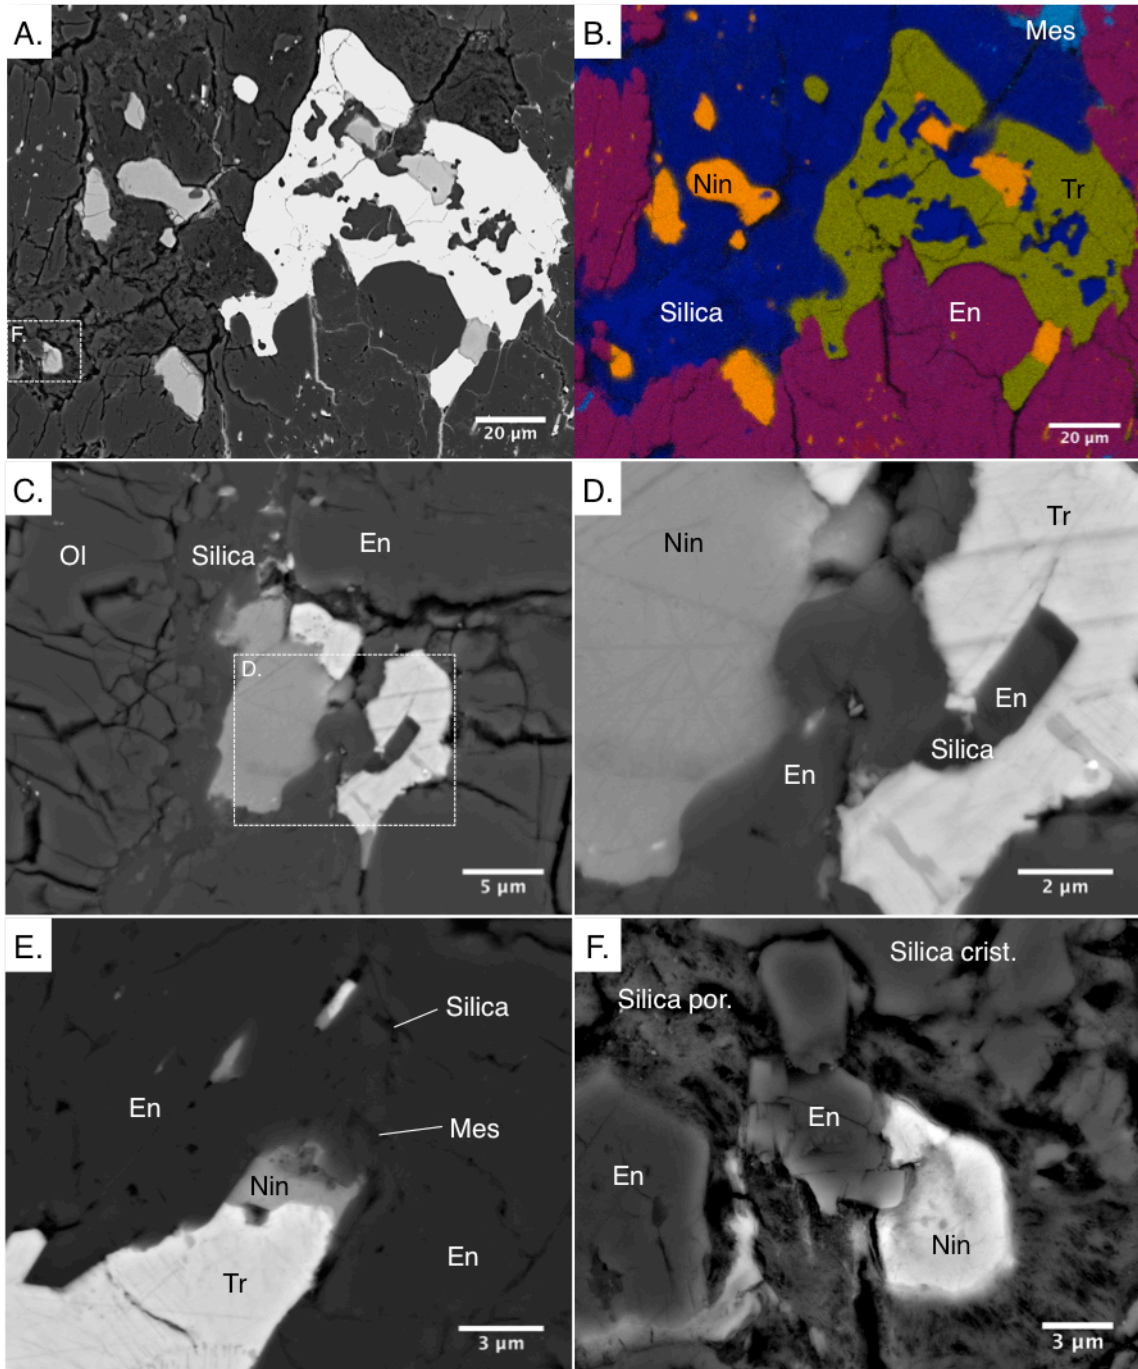 A.
F.
20 μm
B.
Mes
Nin
Tr
Silica
En
20 μm
C.
Ol
Silica
En
D.
5 μm
D.
Nin
Tr
En
Silica
En
2 μm
E.
Silica
En
Mes
Nin
En
Tr
3 μm
F.
Silica crist.
Silica por.
En
En
Nin
3 μm